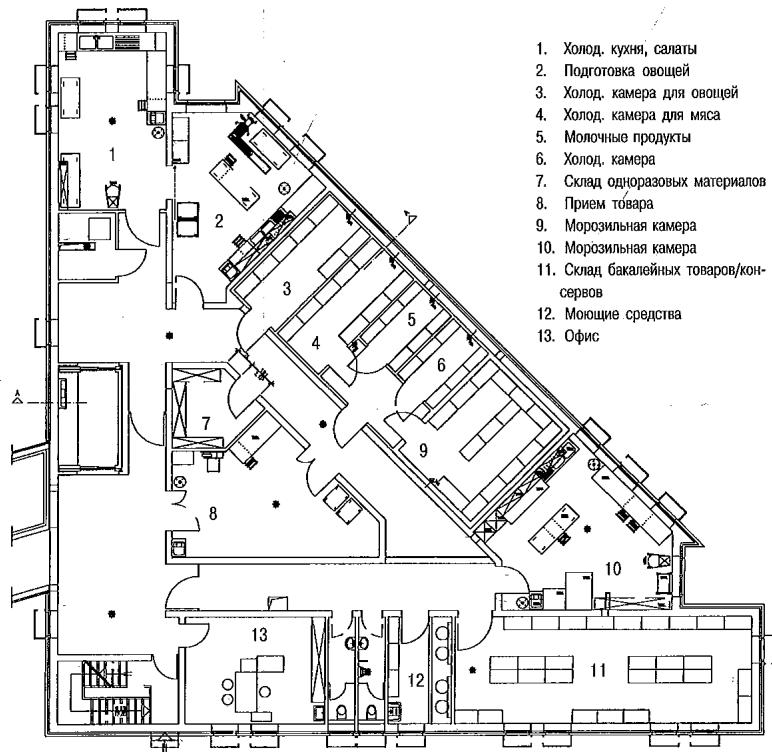 1. Холод. кухня, салаты
2. Подготовка овощей
3. Холод. камера для овощей
4. Холод. камера для мяса
5. Молочные продукты
6. Холод. камера
7. Склад одноразовых материалов
8. Прием товара
9. Морозильная камера
10. Морозильная камера
11. Склад бакалейных товаров/кон-
сервов
12. Моющие средства
13. Офис
1
2
3
4
5
6
7
8
9
10
11
12
13
A
A